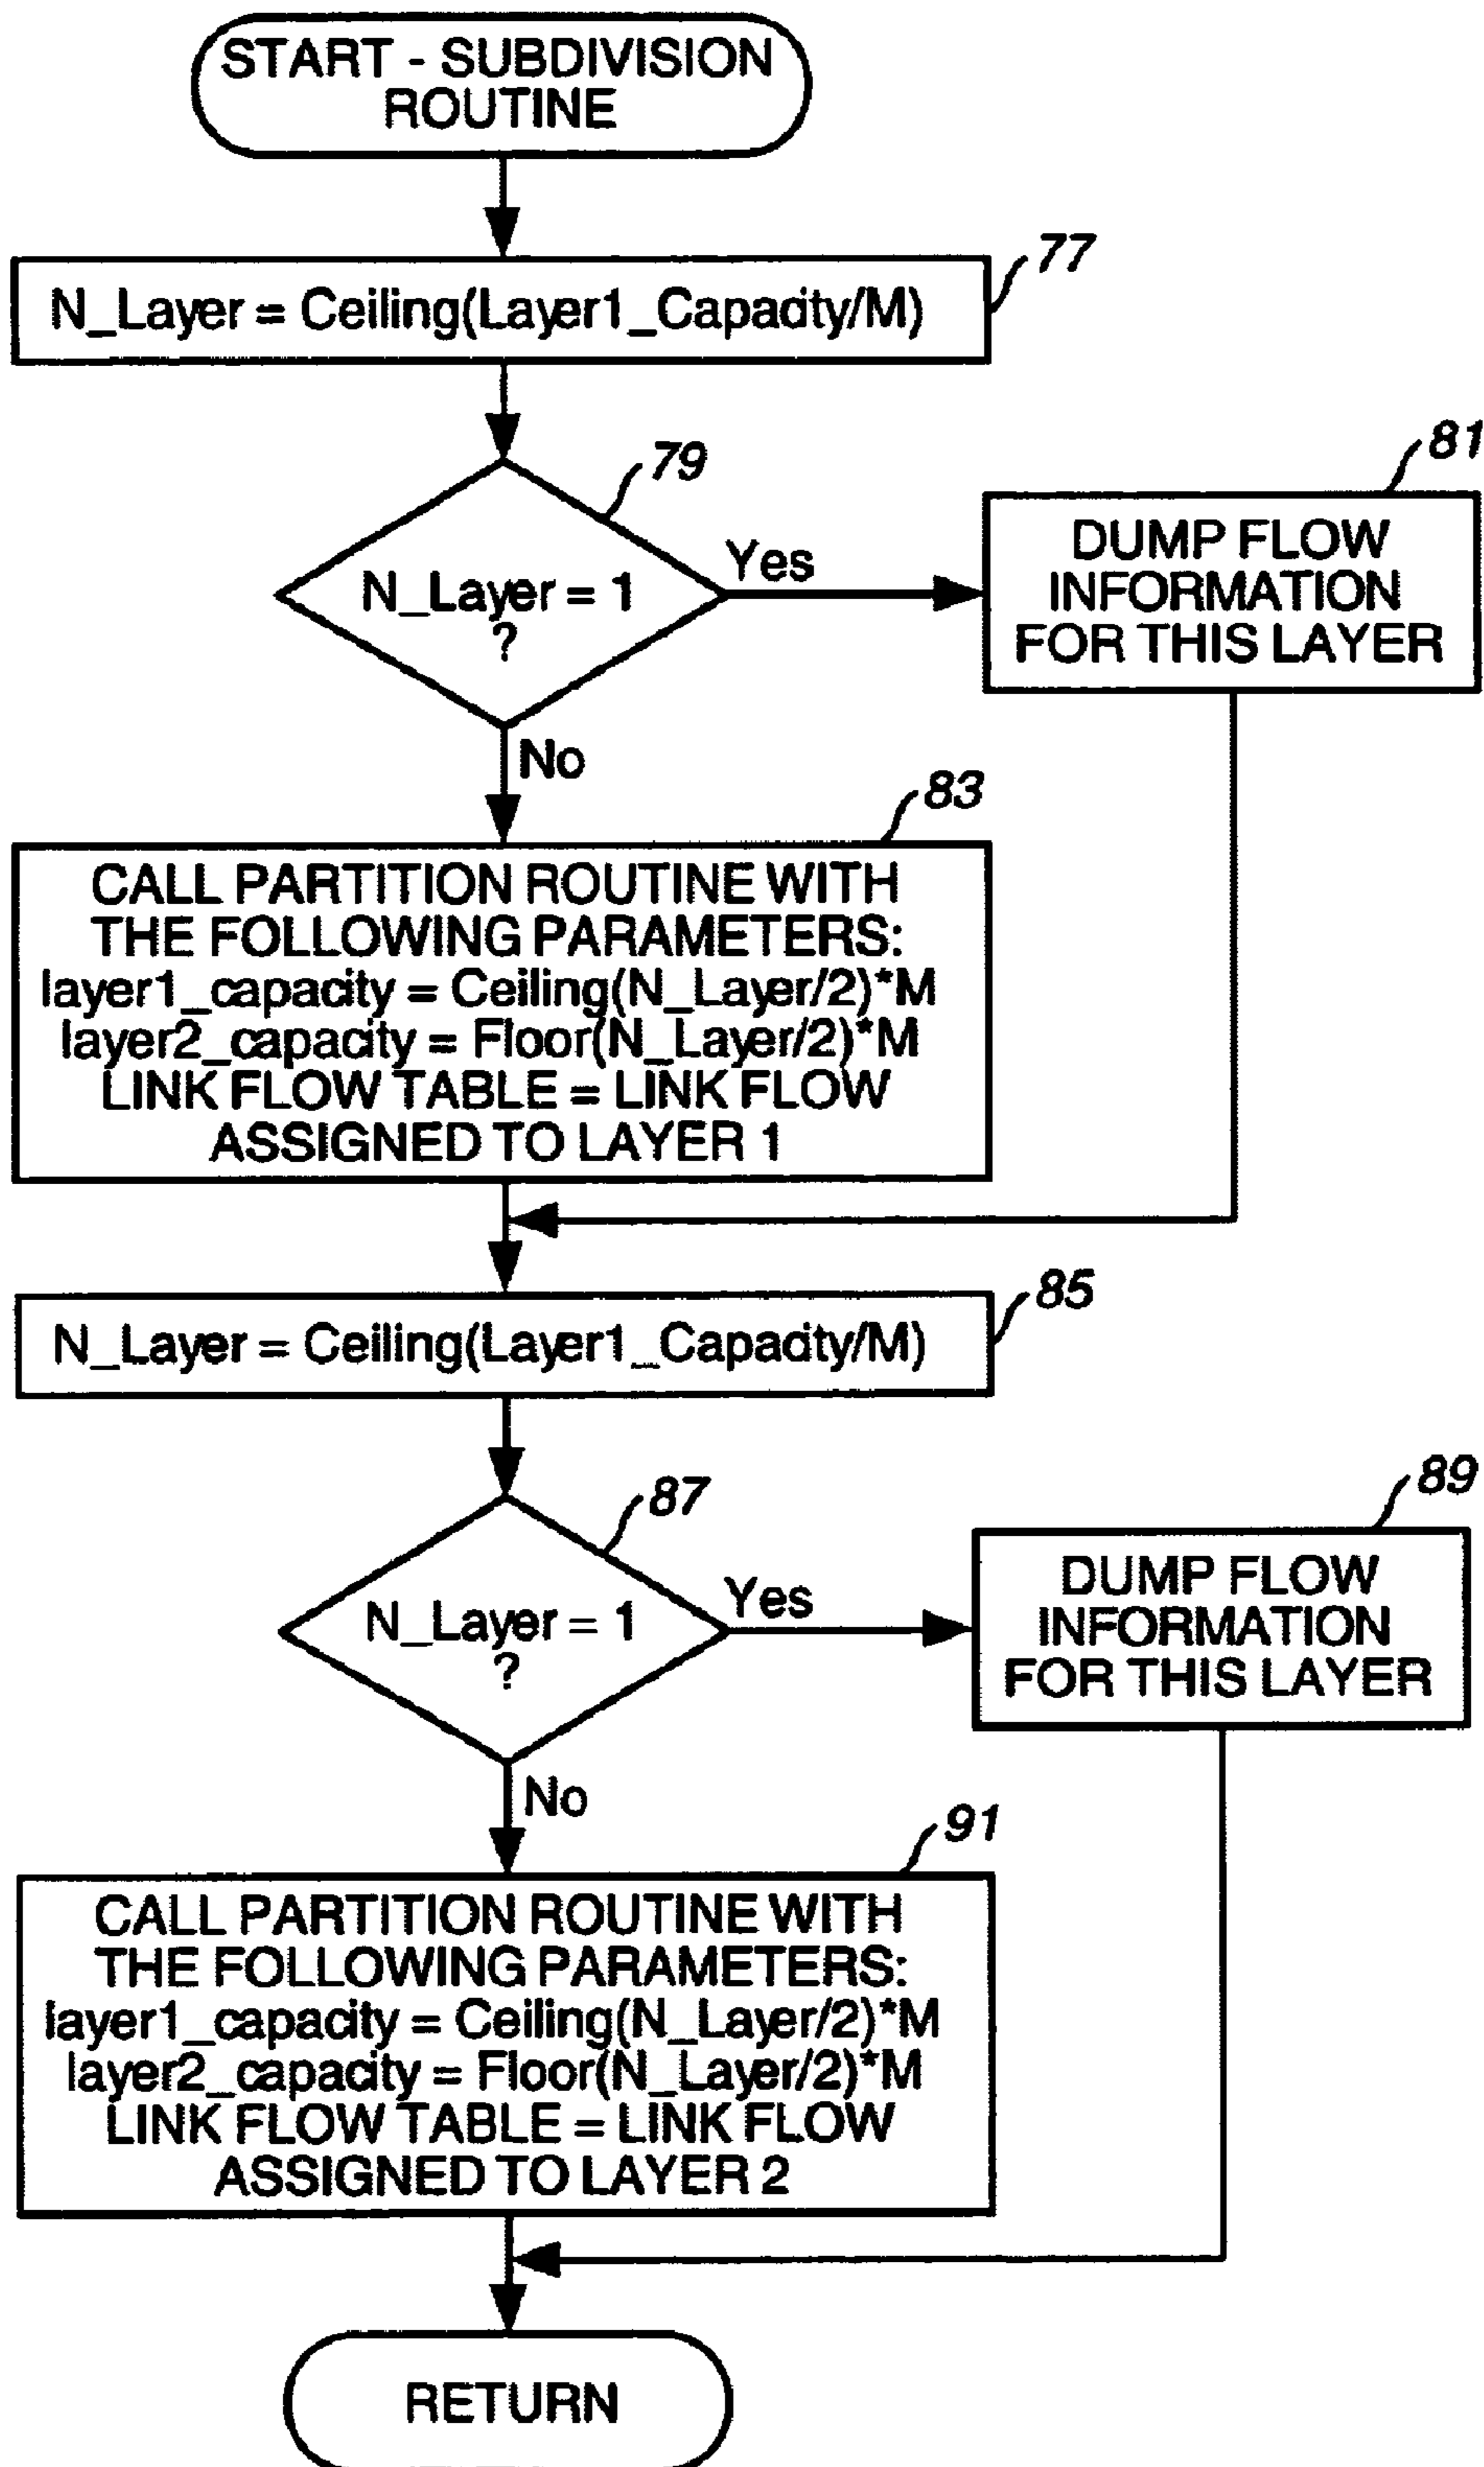 START - SUBDIVISION
ROUTINE
77
N_Layer = Ceiling(Layer1_Capacity/M)
79
N_Layer = 1
?
Yes
81
DUMP FLOW
INFORMATION
FOR THIS LAYER
No
83
CALL PARTITION ROUTINE WITH
THE FOLLOWING PARAMETERS:
layer1_capacity = Ceiling(N_Layer/2)*M
layer2_capacity = Floor(N_Layer/2)*M
LINK FLOW TABLE = LINK FLOW
ASSIGNED TO LAYER 1
85
N_Layer = Ceiling(Layer1_Capacity/M)
87
N_Layer = 1
?
Yes
89
DUMP FLOW
INFORMATION
FOR THIS LAYER
No
91
CALL PARTITION ROUTINE WITH
THE FOLLOWING PARAMETERS:
layer1_capacity = Ceiling(N_Layer/2)*M
layer2_capacity = Floor(N_Layer/2)*M
LINK FLOW TABLE = LINK FLOW
ASSIGNED TO LAYER 2
RETURN